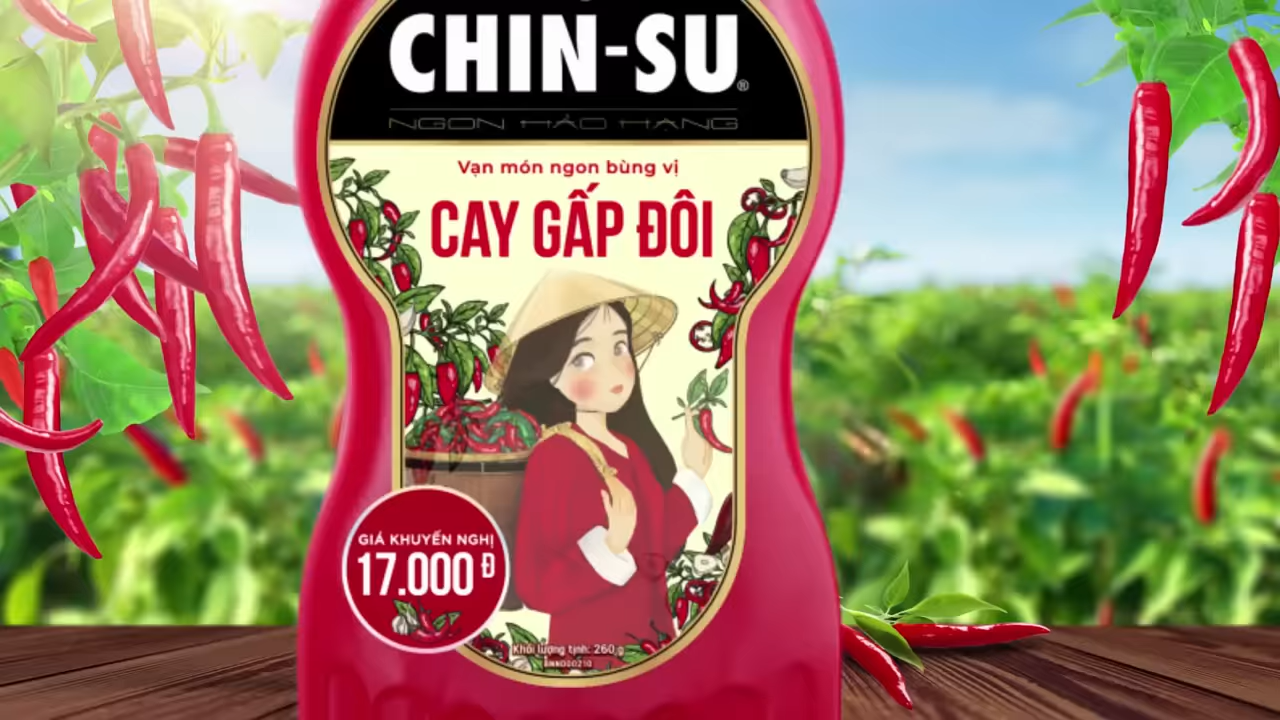 CHIN-SU®
NGON HẢO HẠNG
Vạn món ngon bùng vị
CAY GẤP ĐÔI
GIÁ KHUYẾN NGHỊ
17.000 Đ
Khối lượng tịnh: 260 g